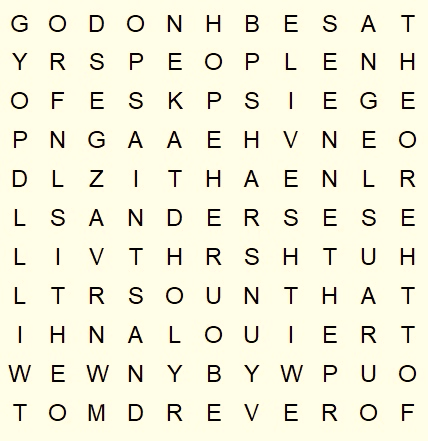 G O D O N H B E S A T
Y R S P E O P L E N H
O F E S K P S I E G E
P N G A A E H V N E O
D L Z I T H A E N L R
L S A N D E R S E S E
L I V T H R S H T U H
L T R S O U N T H A T
I H N A L O U I E R T
W E W N Y B Y W P U O
T O M D R E V E R O F